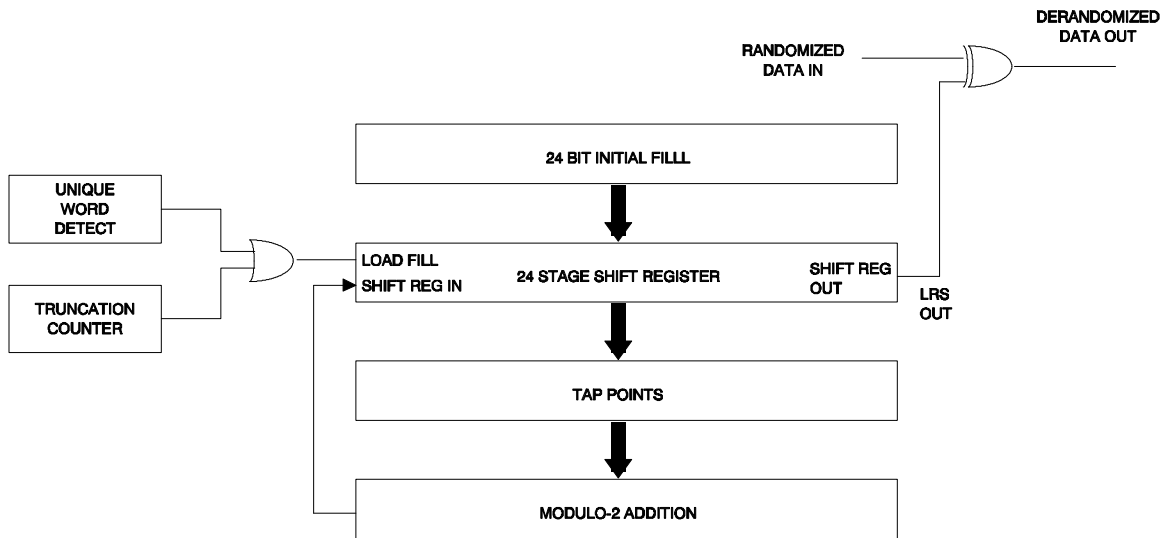 DERANDOMIZED
DATA OUT
RANDOMIZED
DATA IN
24 BIT INITIAL FILLL
UNIQUE
WORD
DETECT
LOAD FILL
SHIFT REG IN
24 STAGE SHIFT REGISTER
SHIFT REG
OUT
LRS
OUT
TRUNCATION
COUNTER
TAP POINTS
MODULO-2 ADDITION